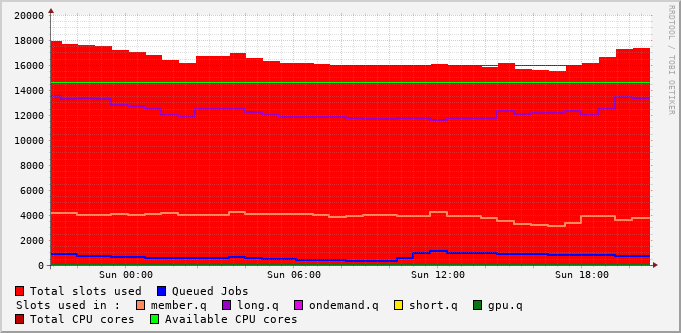 20000
18000
16000
14000
12000
10000
8000
6000
4000
2000
0
Sun 00:00 Sun 06:00 Sun 12:00 Sun 18:00
RRDTOOL / TOBI OETIKER
Total slots used Queued Jobs
Slots used in : member.q long.q ondemand.q short.q gpu.q
Total CPU cores Available CPU cores